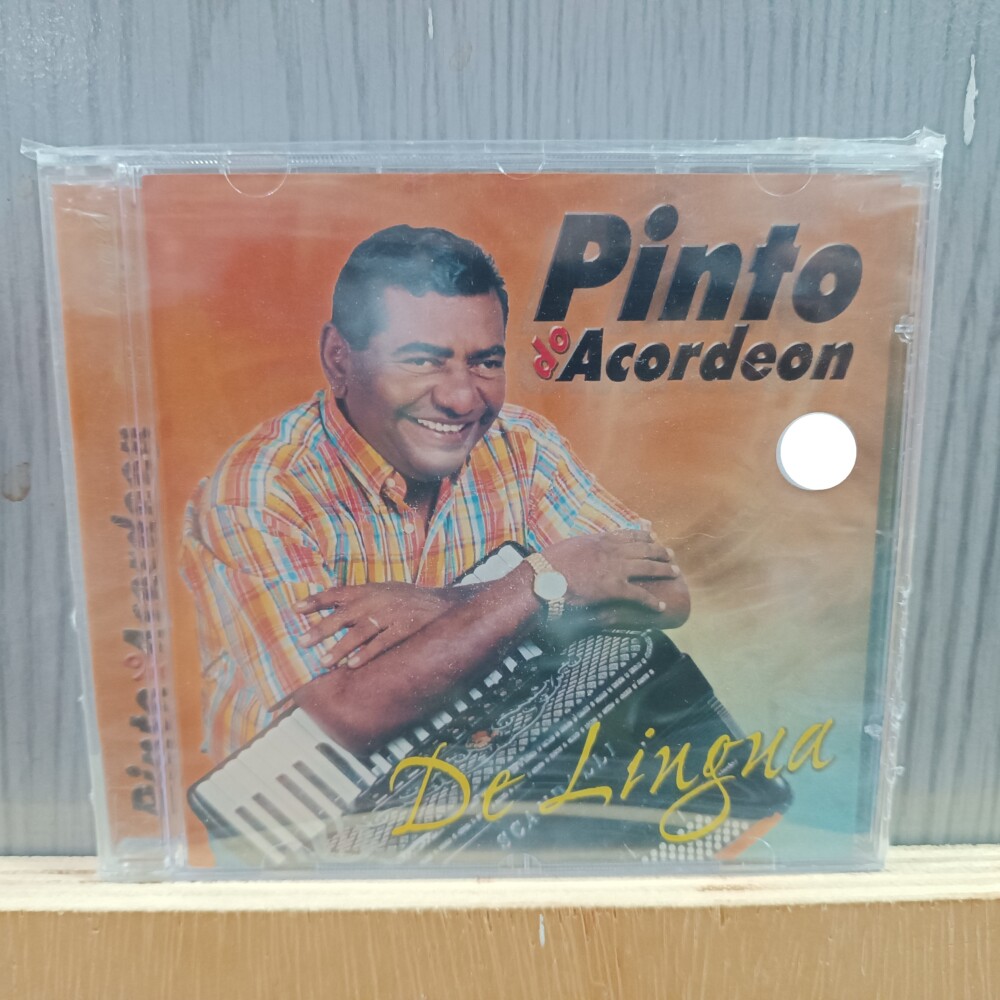 Pinto
do Acordeon
De Lingua
Pinto do Acordeon